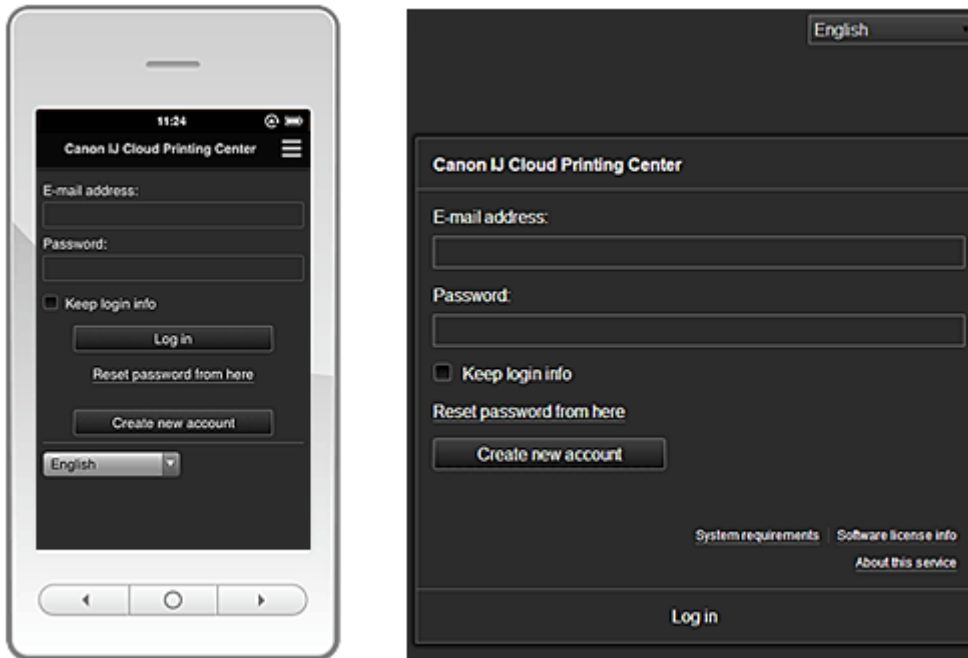 11:24
Canon IJ Cloud Printing Center
E-mail address:
Password:
Keep login info
Log in
Reset password from here
Create new account
English
English
Canon IJ Cloud Printing Center
E-mail address:
Password:
Keep login info
Reset password from here
Create new account
System requirements Software license info
About this service
Log in